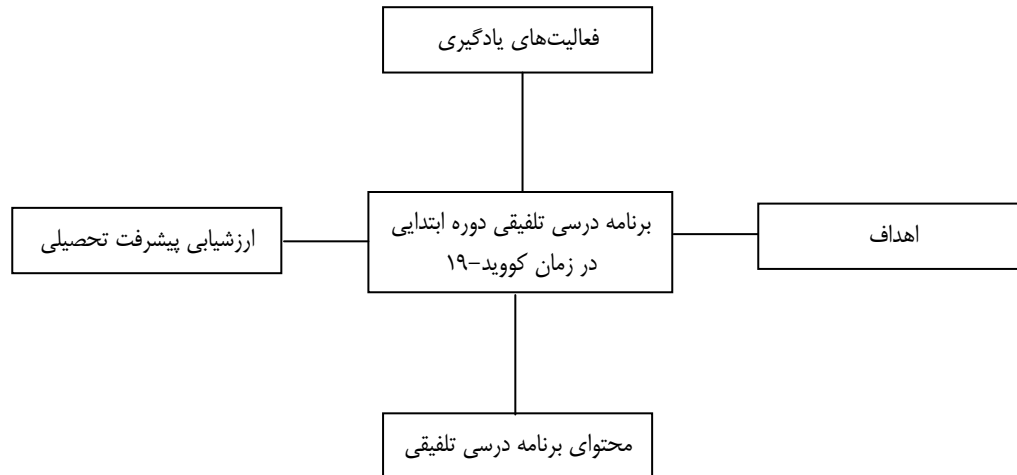 فعالیت‌های یادگیری
برنامه درسی تلفیقی دوره ابتدایی
در زمان کووید-۱۹
اهداف
ارزشیابی پیشرفت تحصیلی
محتوای برنامه درسی تلفیقی